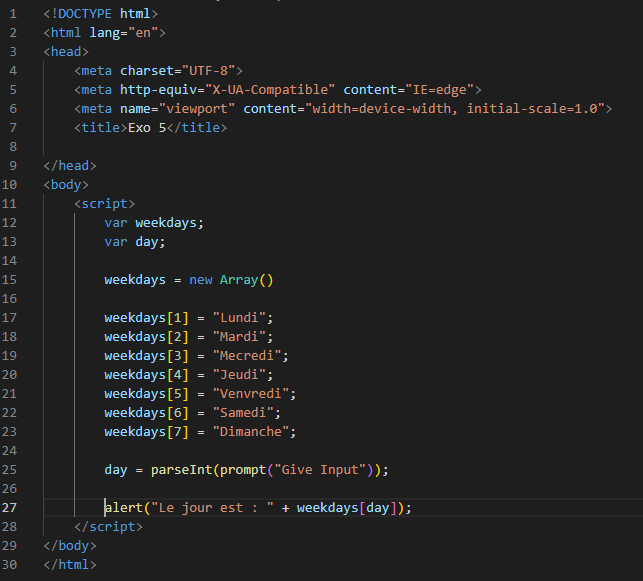 1 <!DOCTYPE html>
2 <html lang="en">
3 <head>
4 <meta charset="UTF-8">
5 <meta http-equiv="X-UA-Compatible" content="IE=edge">
6 <meta name="viewport" content="width=device-width, initial-scale=1.0">
7 <title>Exo 5</title>
8
9 </head>
10 <body>
11 <script>
12 var weekdays;
13 var day;
14
15 weekdays = new Array()
16
17 weekdays[1] = "Lundi";
18 weekdays[2] = "Mardi";
19 weekdays[3] = "Mecredi";
20 weekdays[4] = "Jeudi";
21 weekdays[5] = "Venvredi";
22 weekdays[6] = "Samedi";
23 weekdays[7] = "Dimanche";
24
25 day = parseInt(prompt("Give Input"));
26
27 alert("Le jour est : " + weekdays[day]);
28 </script>
29 </body>
30 </html>